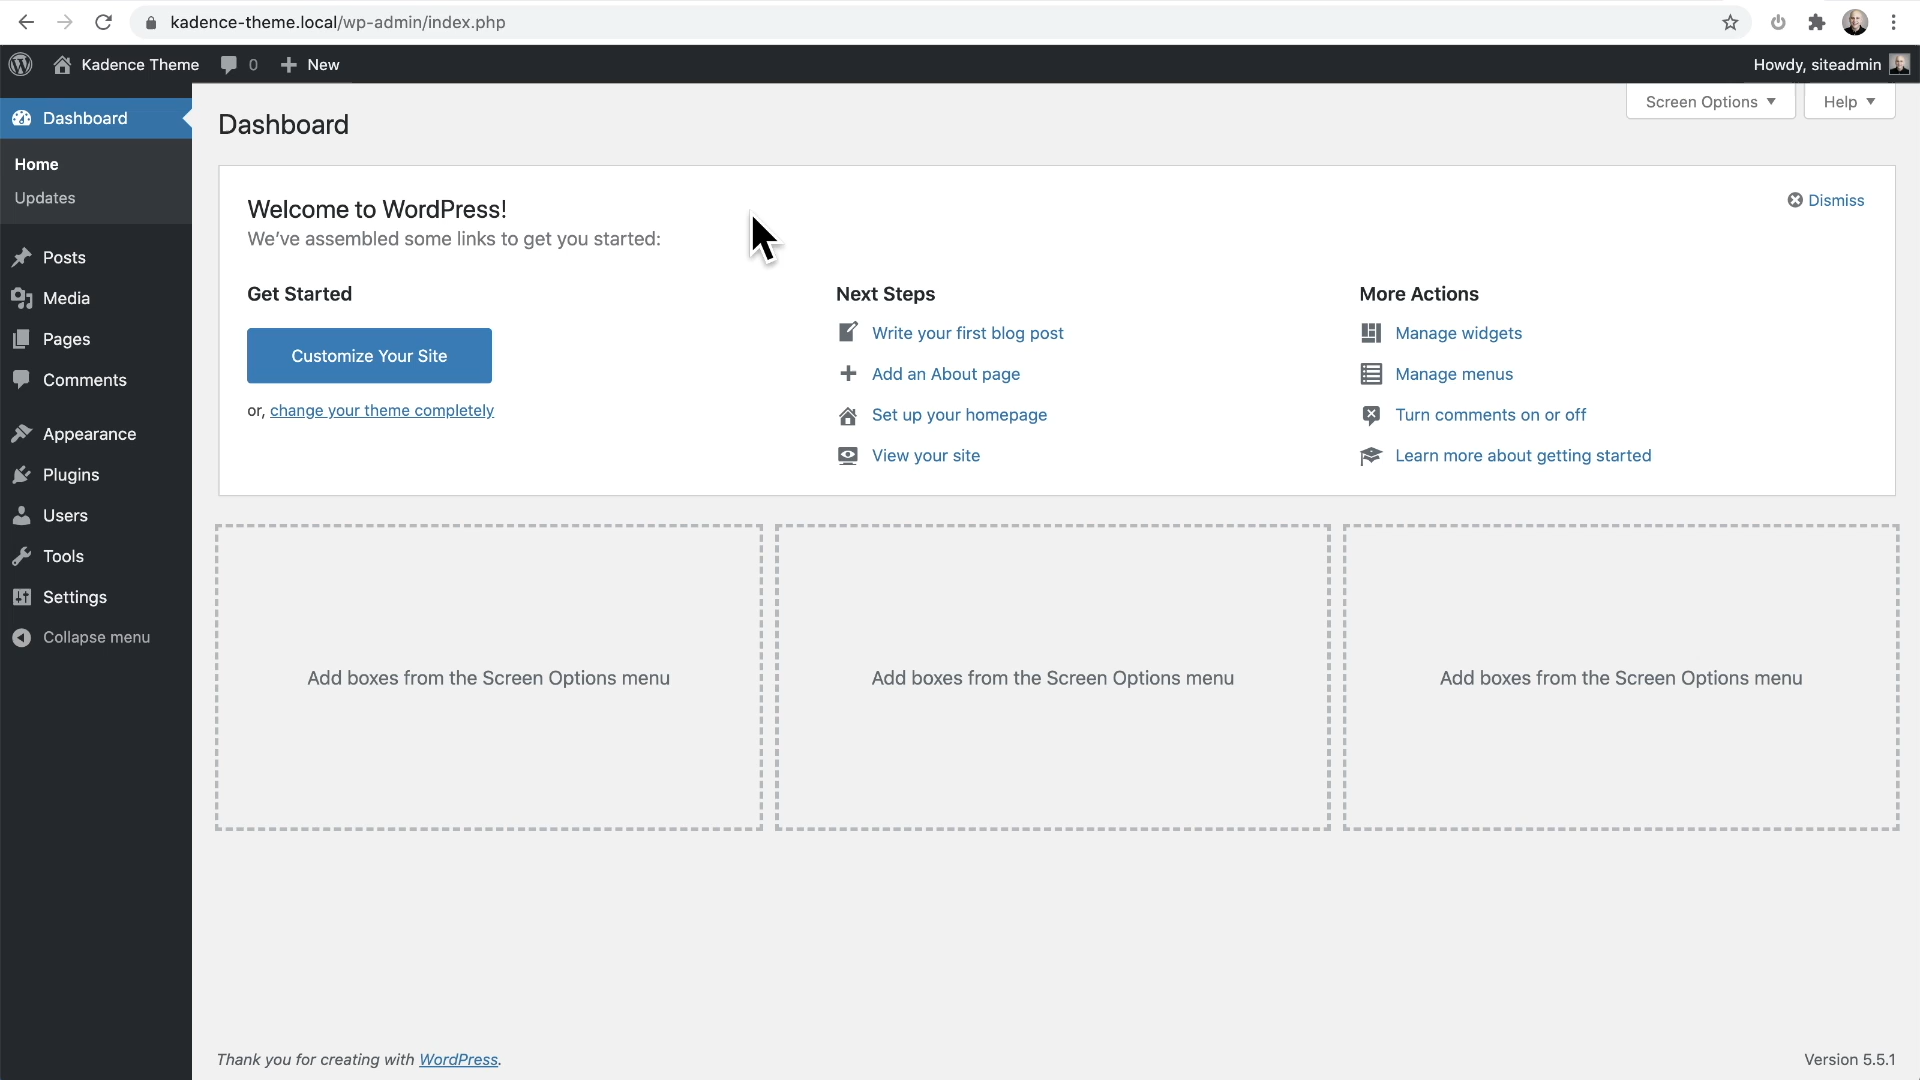 kadence-theme.local/wp-admin/index.php
Kadence Theme 0 New
Howdy, siteadmin
Dashboard
Home
Updates
Posts
Media
Pages
Comments
Appearance
Plugins
Users
Tools
Settings
Collapse menu
Screen Options
Help
Dashboard
Welcome to WordPress!
We've assembled some links to get you started:
Dismiss
Get Started
Customize Your Site
or, change your theme completely
Next Steps
Write your first blog post
Add an About page
Set up your homepage
View your site
More Actions
Manage widgets
Manage menus
Turn comments on or off
Learn more about getting started
Add boxes from the Screen Options menu
Add boxes from the Screen Options menu
Add boxes from the Screen Options menu
Thank you for creating with WordPress.
Version 5.5.1